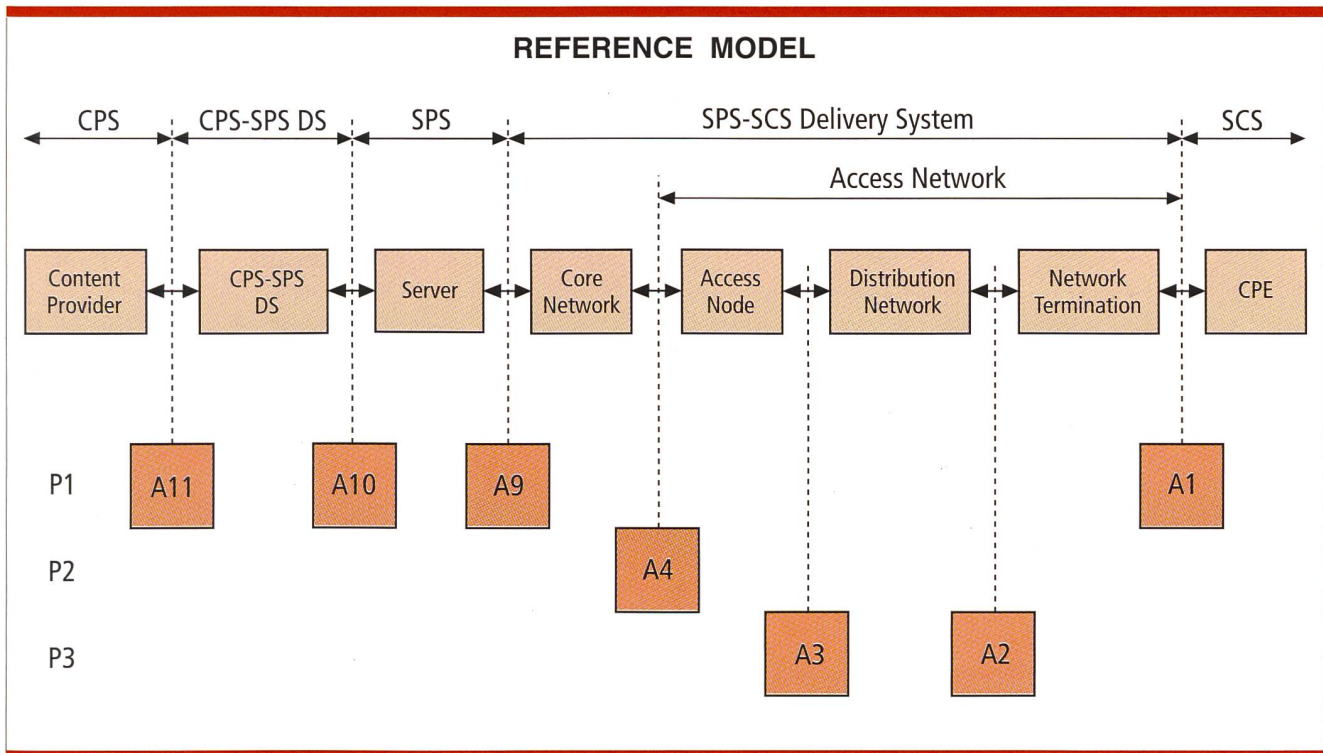 REFERENCE MODEL
CPS CPS-SPS DS SPS SPS-SCS Delivery System SCS
Access Network
Content Provider
CPS-SPS DS
Server
Core Network
Access Node
Distribution Network
Network Termination
CPE
P1 A11 A10 A9 A1
P2 A4
P3 A3 A2